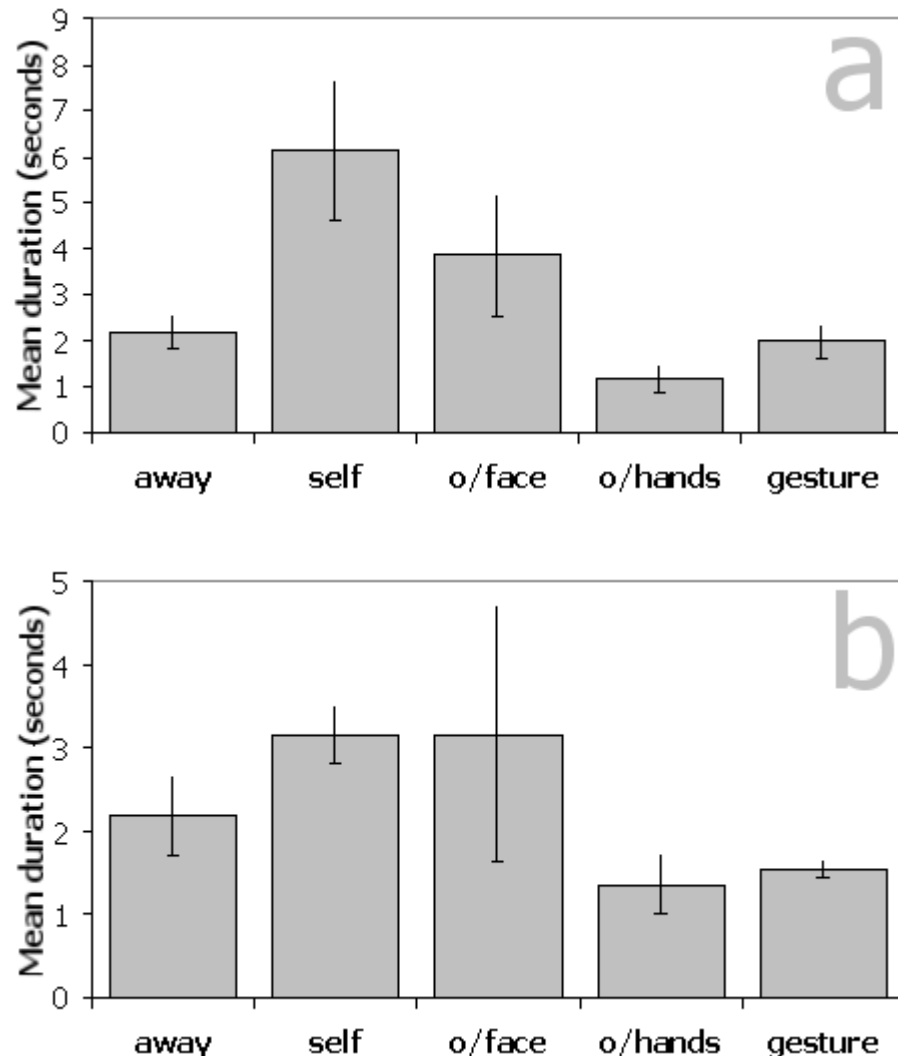 a
Mean duration (seconds)
9
8
7
6
5
4
3
2
1
0
away self o/face o/hands gesture
b
Mean duration (seconds)
5
4
3
2
1
0
away self o/face o/hands gesture